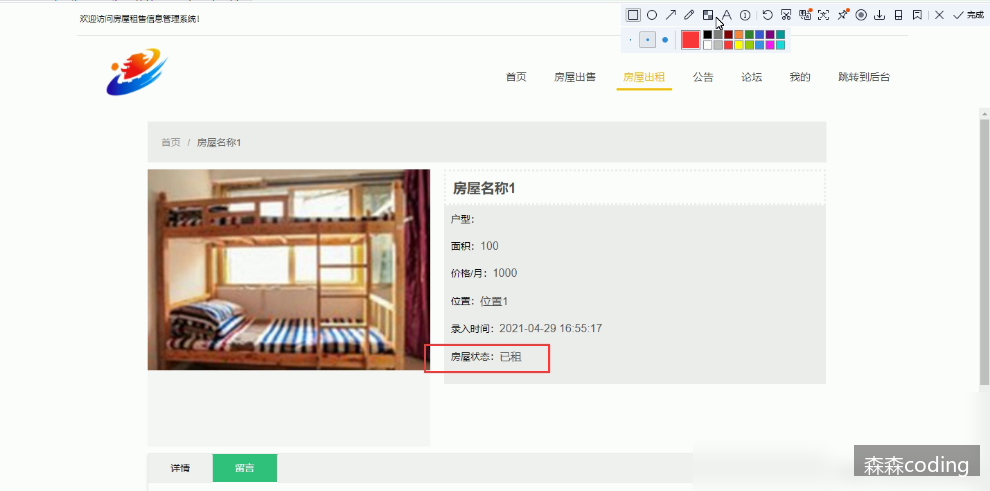 欢迎访问房屋租售信息管理系统!
完成
首页 房屋出售 房屋出租 公告 论坛 我的 跳转到后台
首页 / 房屋名称1
房屋名称1
户型：
面积：100
价格/月：1000
位置：位置1
录入时间：2021-04-29 16:55:17
房屋状态：已租
详情 留言
森森coding